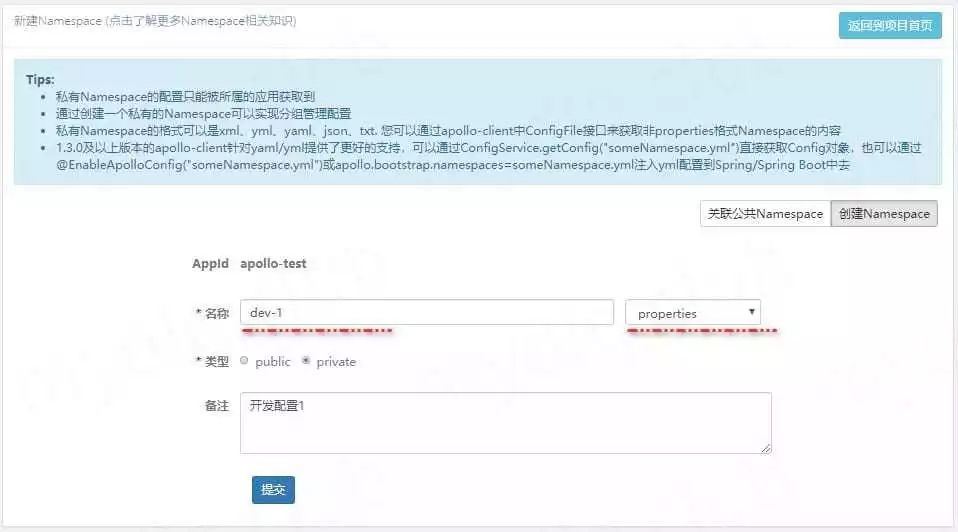 新建Namespace (点击了解更多Namespace相关知识)
返回到项目首页
Tips:
私有Namespace的配置只能被所属的应用获取到
通过创建一个私有的Namespace可以实现分组管理配置
私有Namespace的格式可以是xml、yml、yaml、json、txt. 您可以通过apollo-client中ConfigFile接口来获取非properties格式Namespace的内容
1.3.0及以上版本的apollo-client针对yaml/yml提供了更好的支持，可以通过ConfigService.getConfig("someNamespace.yml")直接获取Config对象，也可以通过
@EnableApolloConfig("someNamespace.yml")或apollo.bootstrap.namespaces=someNamespace.yml注入yml配置到Spring/Spring Boot中去
关联公共Namespace 创建Namespace
AppId apollo-test
* 名称 dev-1 properties
* 类型 public private
备注 开发配置1
提交